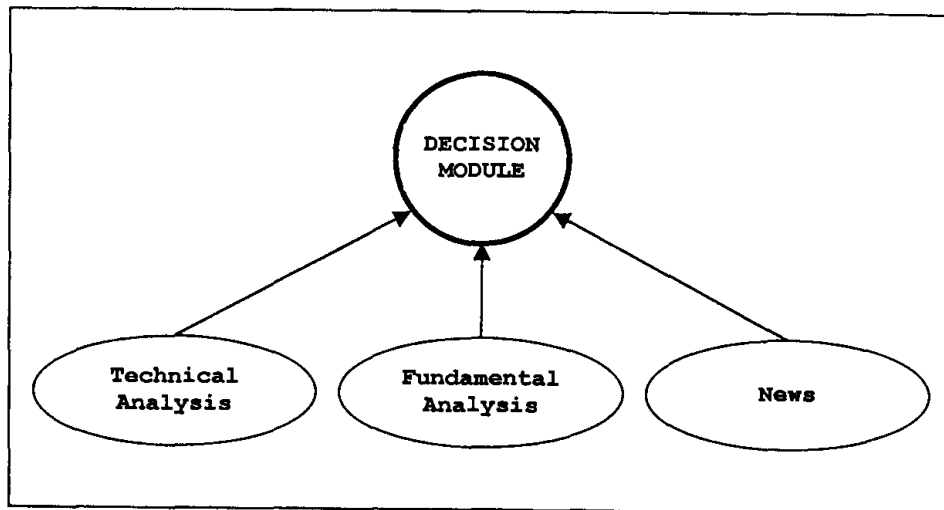 DECISION
MODULE
Technical
Analysis
Fundamental
Analysis
News